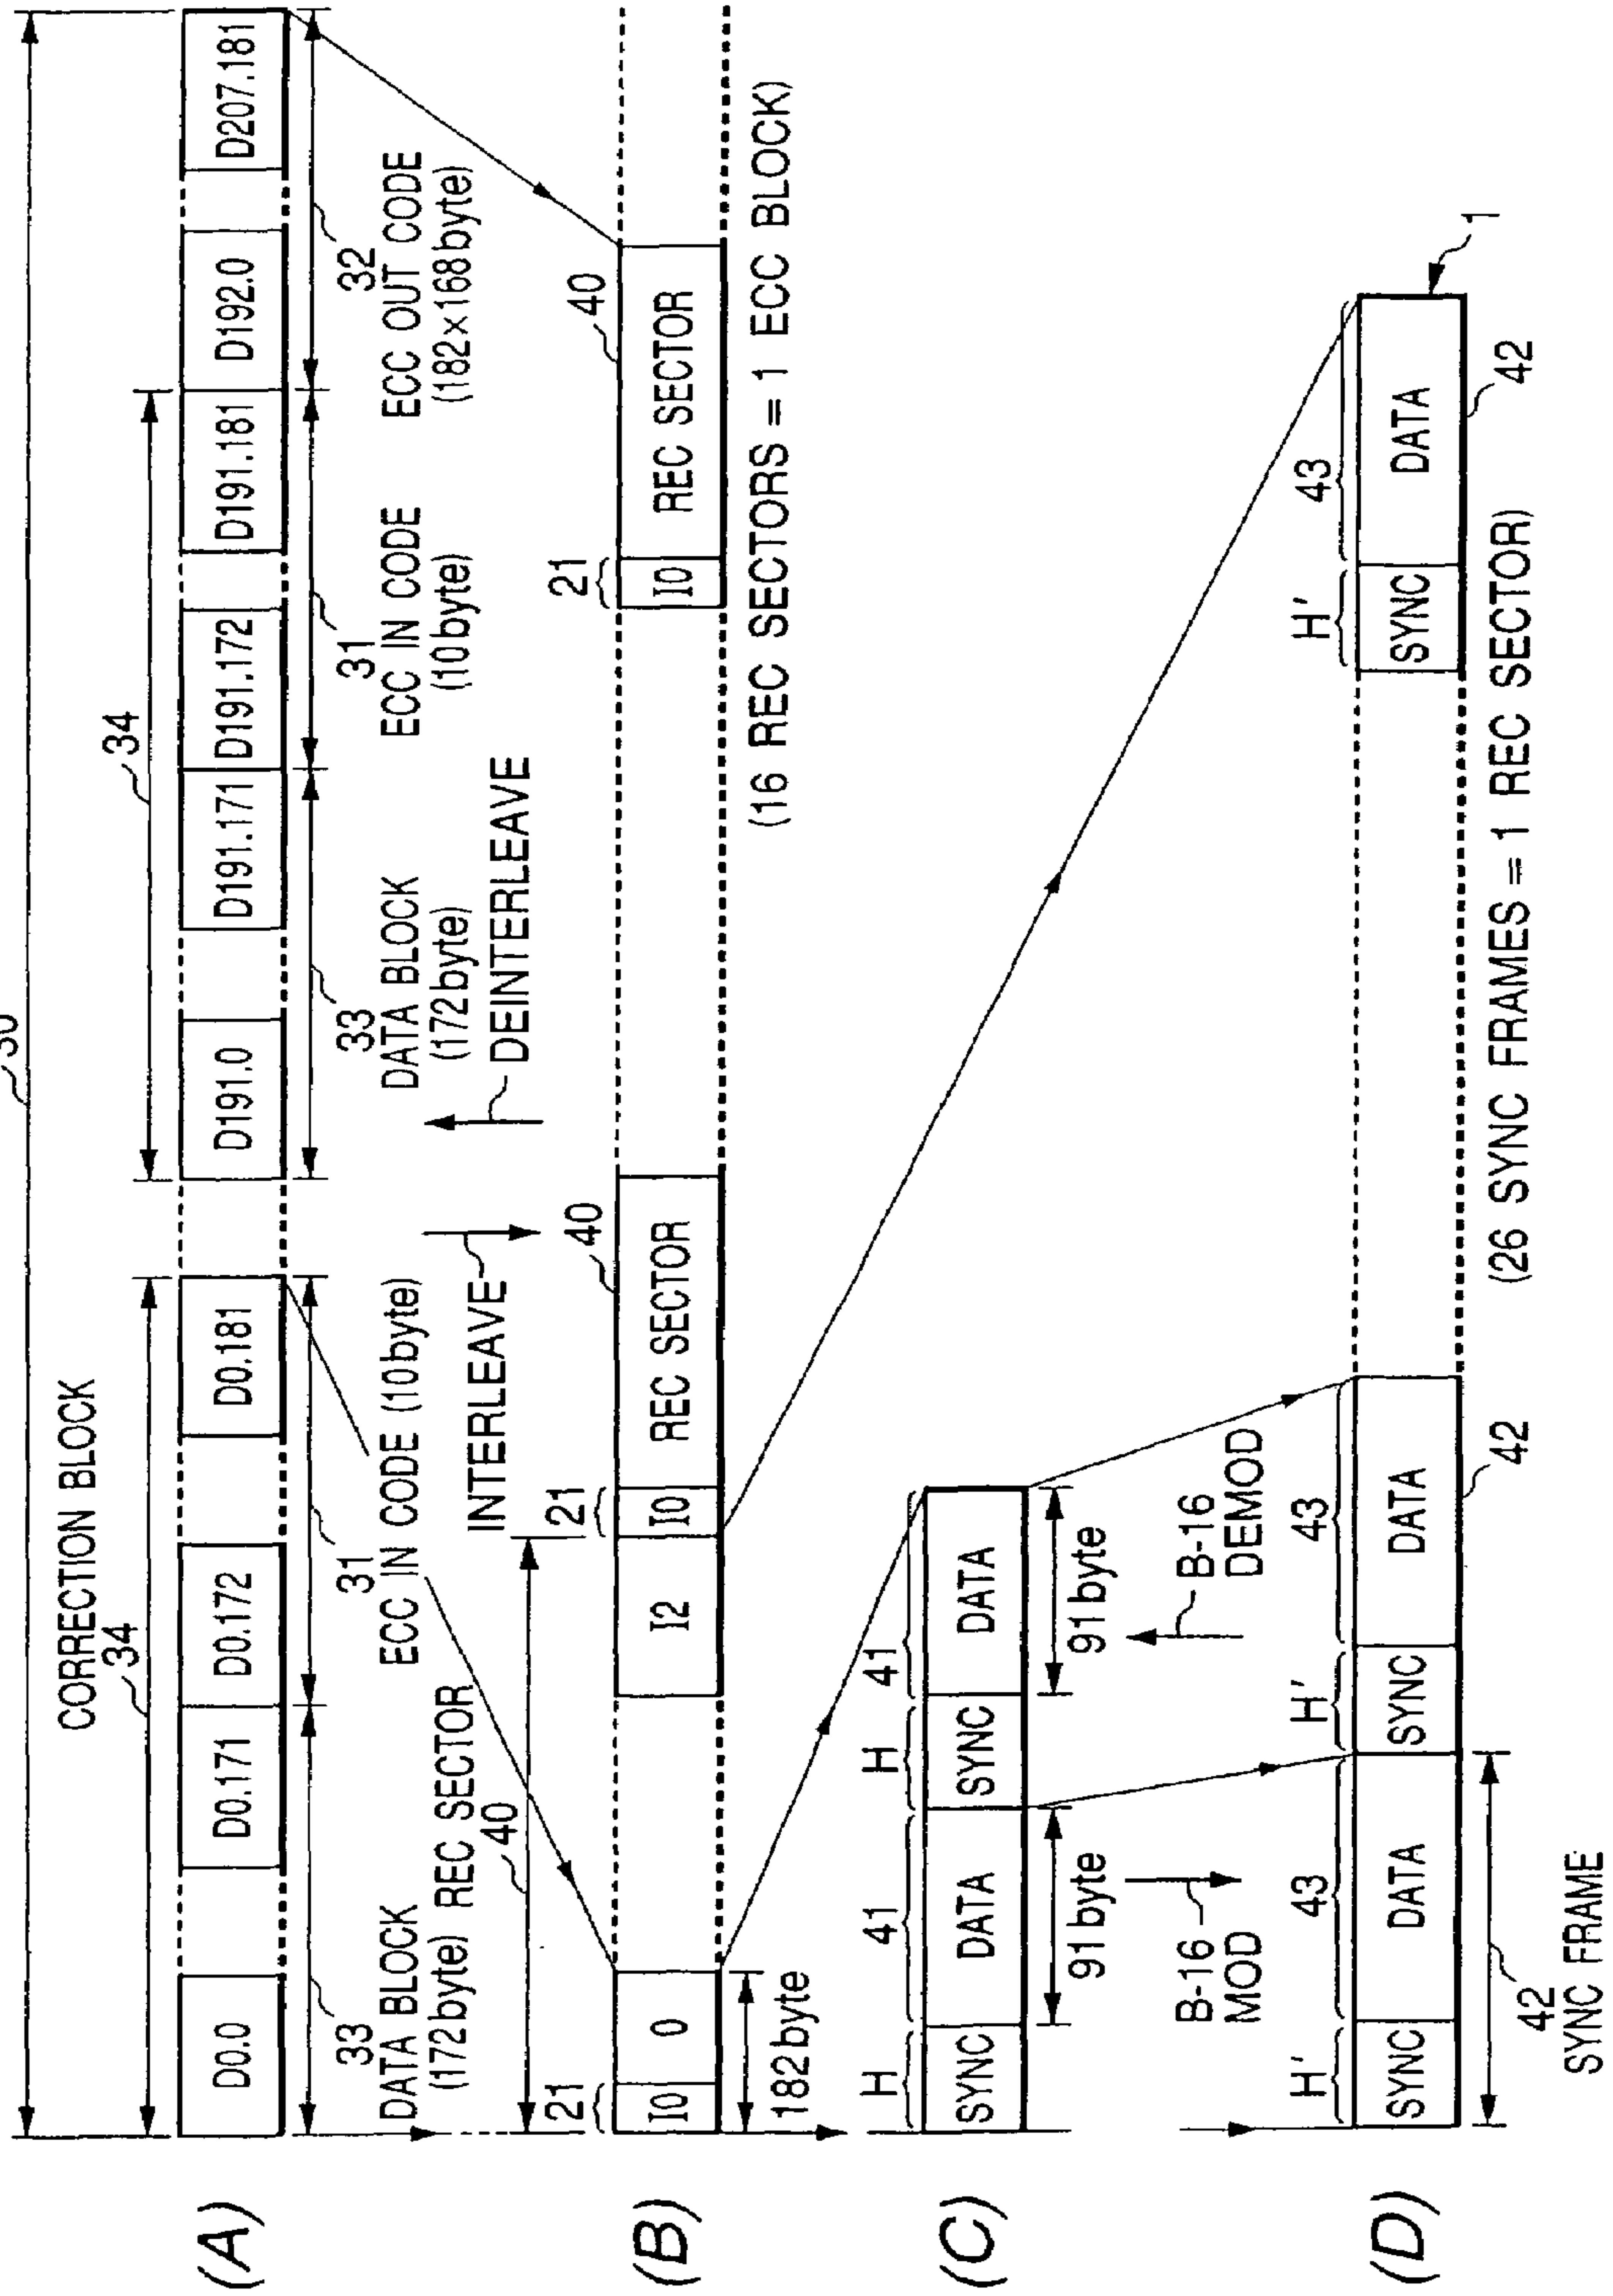 30
(A)
CORRECTION BLOCK
34
34
D0.0
D0.171
D0.172
D0.181
D191.0
D191.171
D191.172
D191.181
D192.0
D207.181
33
DATA BLOCK
(172byte)
31
ECC IN CODE (10byte)
33
DATA BLOCK
(172byte)
31
ECC IN CODE
(10byte)
32
ECC OUT CODE
(182×168byte)
INTERLEAVE
DEINTERLEAVE
(B)
REC SECTOR
40
21
21
40
21
40
I0
0
I2
I0
REC SECTOR
I0
REC SECTOR
182byte
(16 REC SECTORS = 1 ECC BLOCK)
(C)
H
41
H
41
SYNC
DATA
SYNC
DATA
91byte
91byte
B-16
MOD
B-16
DEMOD
(D)
H'
43
H'
43
H'
43
1
SYNC
DATA
SYNC
DATA
SYNC
DATA
42
SYNC FRAME
42
42
(26 SYNC FRAMES = 1 REC SECTOR)